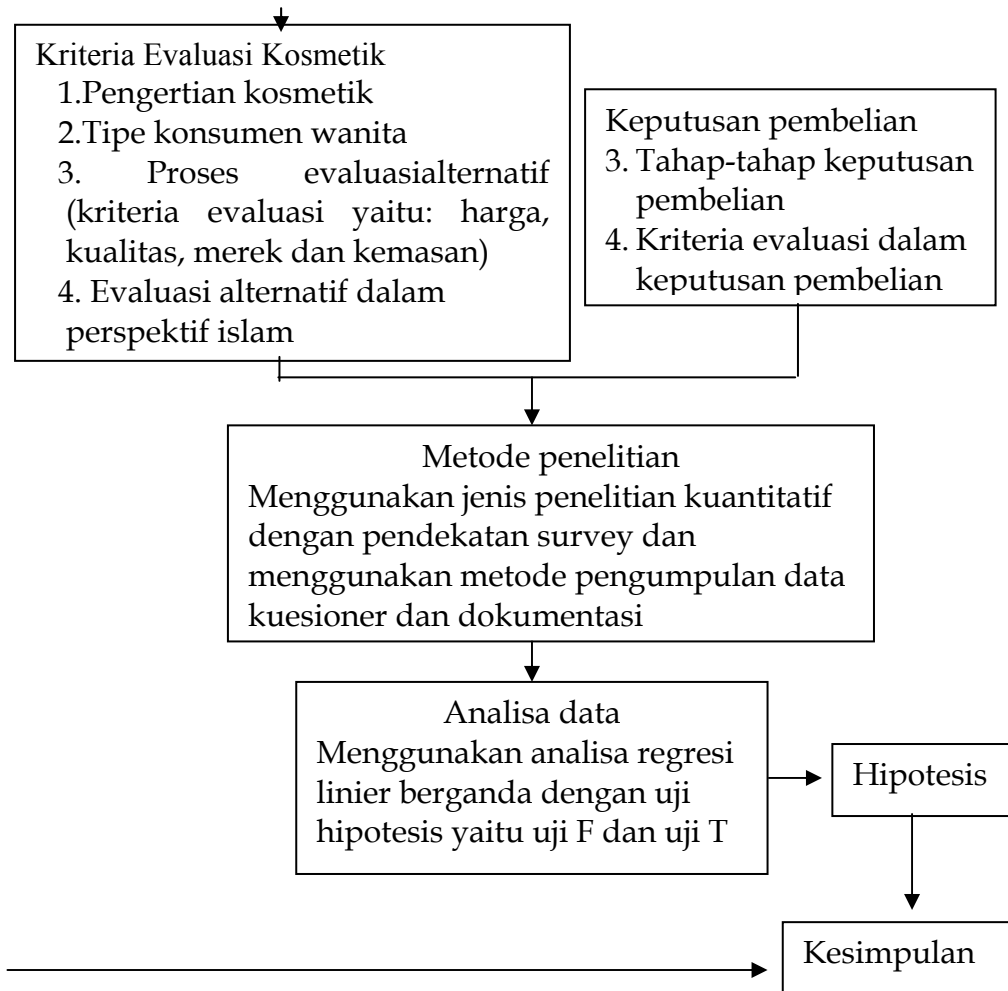 Kriteria Evaluasi Kosmetik
1.Pengertian kosmetik
2.Tipe konsumen wanita
3. Proses evaluasialternatif
(kriteria evaluasi yaitu: harga,
kualitas, merek dan kemasan)
4. Evaluasi alternatif dalam
perspektif islam
Keputusan pembelian
3. Tahap-tahap keputusan
pembelian
4. Kriteria evaluasi dalam
keputusan pembelian
Metode penelitian
Menggunakan jenis penelitian kuantitatif
dengan pendekatan survey dan
menggunakan metode pengumpulan data
kuesioner dan dokumentasi
Analisa data
Menggunakan analisa regresi
linier berganda dengan uji
hipotesis yaitu uji F dan uji T
Hipotesis
Kesimpulan